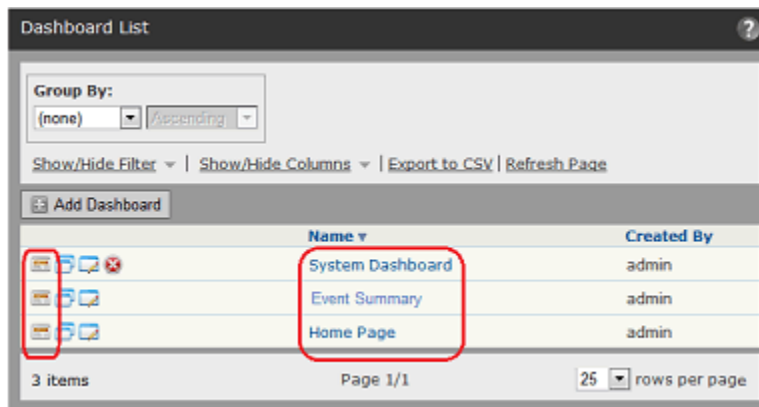 Dashboard List ?
Group By:
(none) Ascending
Show/Hide Filter | Show/Hide Columns | Export to CSV | Refresh Page
Add Dashboard
Name Created By
System Dashboard admin
Event Summary admin
Home Page admin
3 items Page 1/1 25 rows per page